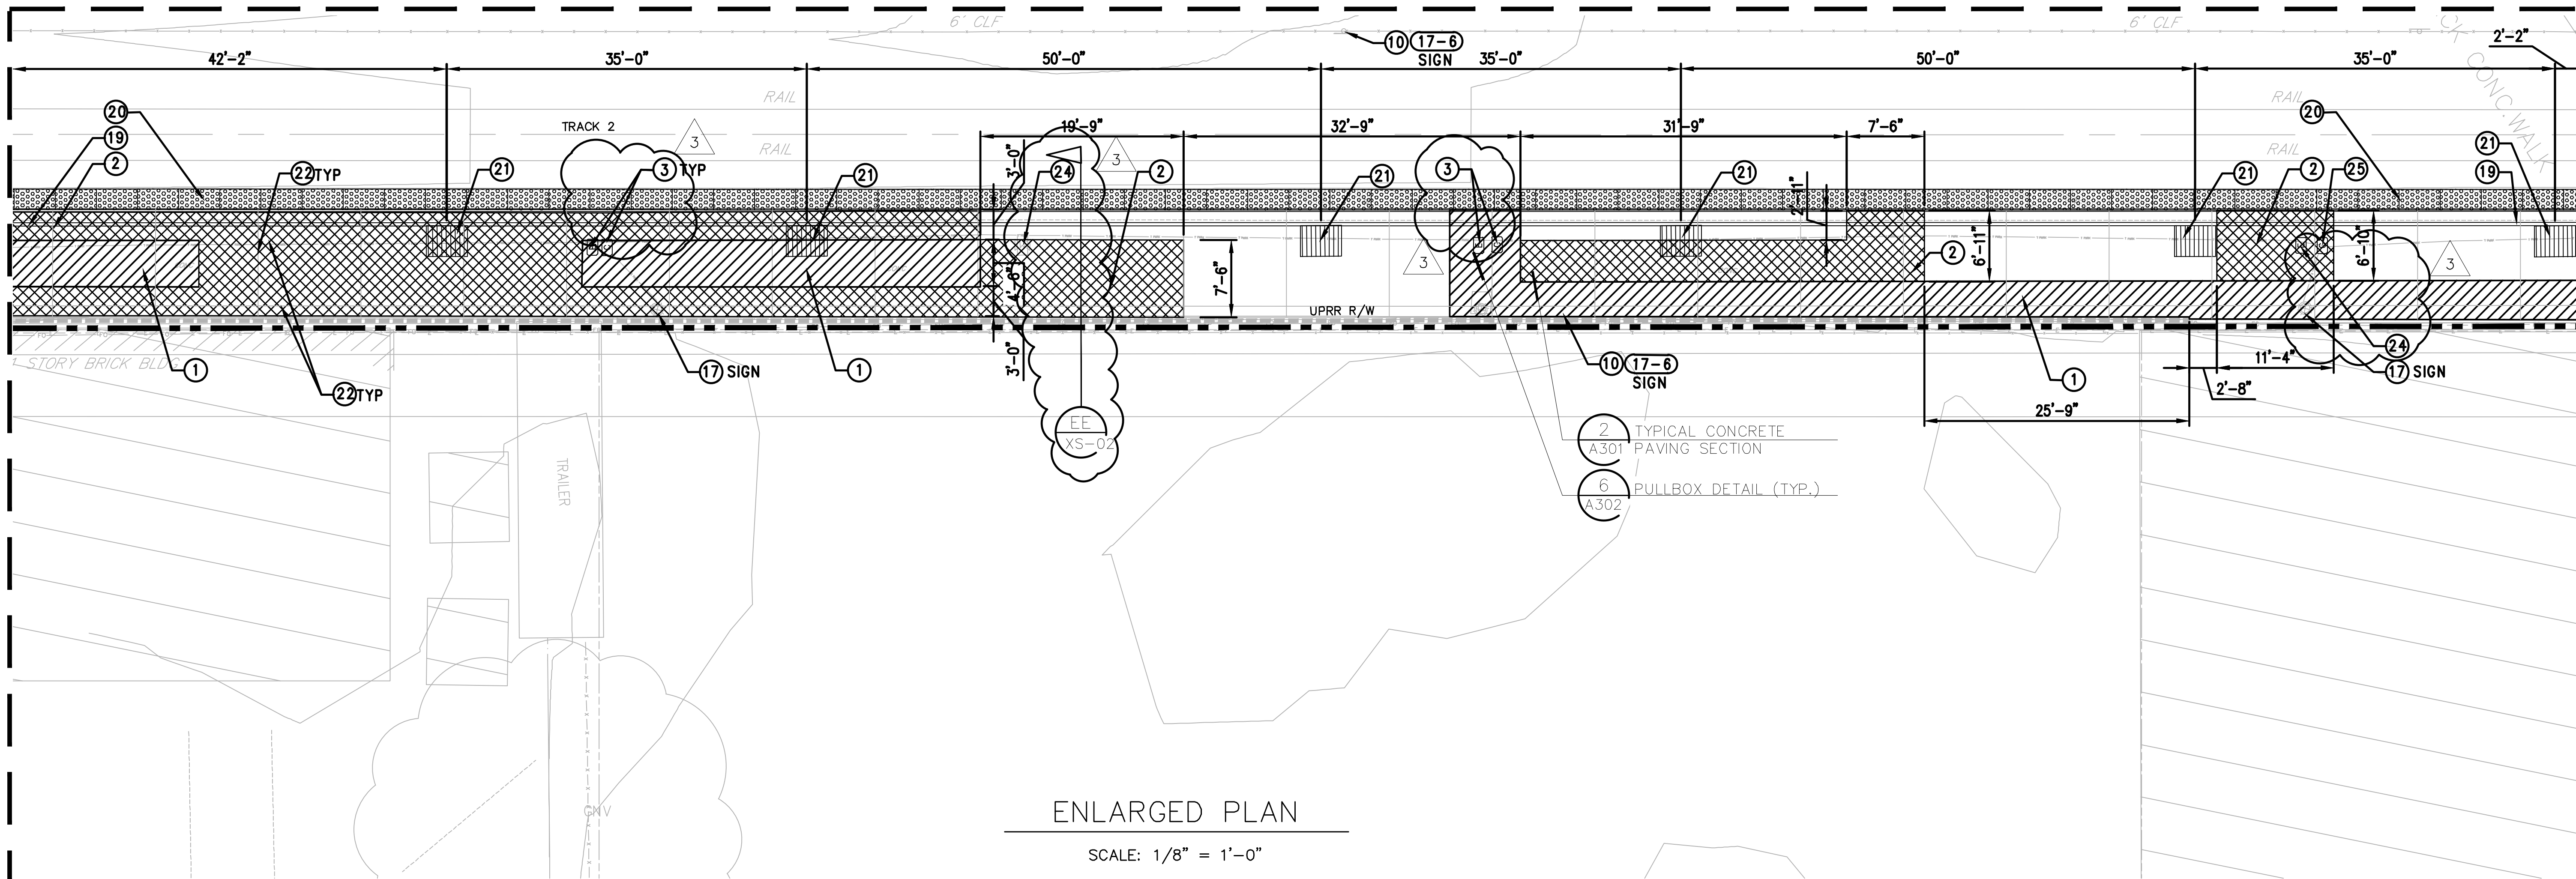 6' CLF
6' CLF
10 17-6
SIGN
2'-2"
42'-2"
35'-0"
50'-0"
35'-0"
50'-0"
35'-0"
CONC. WALK
RAIL
RAIL
20
TRACK 2
3
19'-9"
32'-9"
31'-9"
7'-6"
20
19
2
RAIL
3
RAIL
21
22 TYP
21
3 TYP
21
3'-0"
24
2
21
3
21
2'-11"
21
2
25
19
6'-11"
6'-10"
4'-6"
7'-6"
3
2
3
UPRR R/W
3'-0"
1 STORY BRICK BLDG
1
17 SIGN
1
10 17-6
SIGN
1
24
11'-4"
17 SIGN
2'-8"
22 TYP
25'-9"
EE
XS-02
2
A301
TYPICAL CONCRETE
PAVING SECTION
TRAILER
6
A302
PULLBOX DETAIL (TYP.)
ENLARGED PLAN
SCALE: 1/8" = 1'-0"